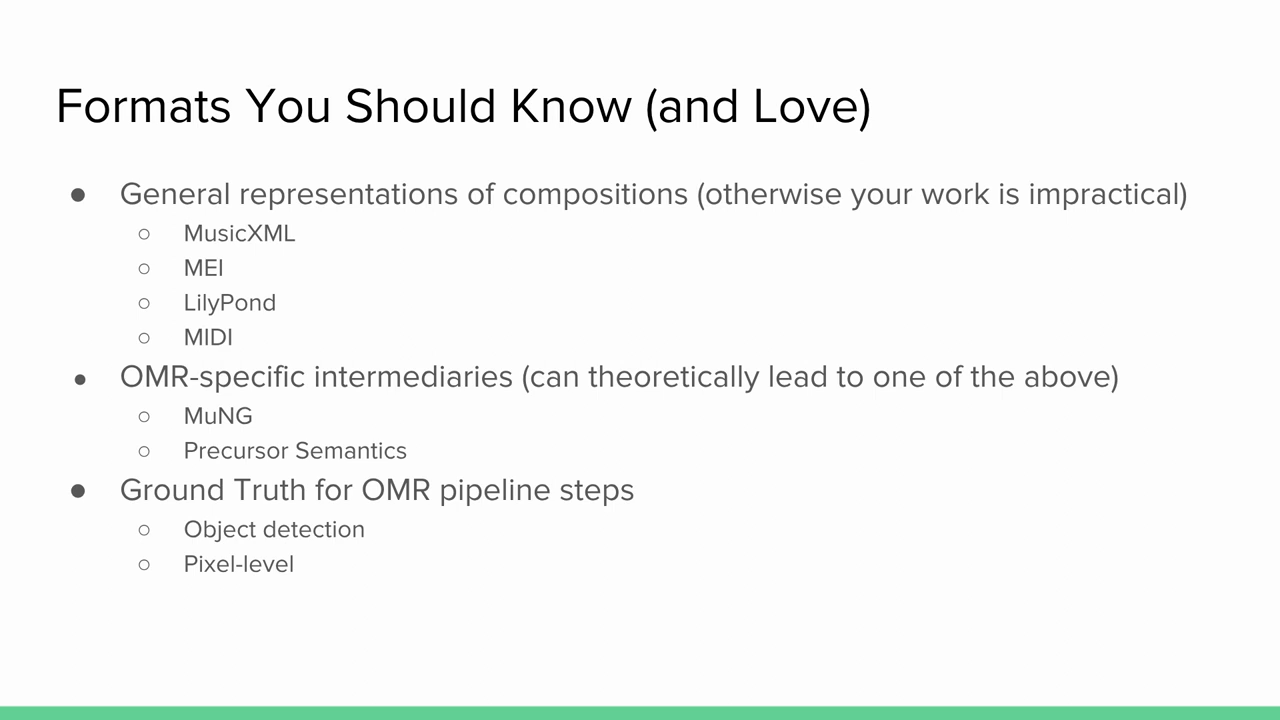 Formats You Should Know (and Love)
● General representations of compositions (otherwise your work is impractical)
○ MusicXML
○ MEI
○ LilyPond
○ MIDI
● OMR-specific intermediaries (can theoretically lead to one of the above)
○ MuNG
○ Precursor Semantics
● Ground Truth for OMR pipeline steps
○ Object detection
○ Pixel-level